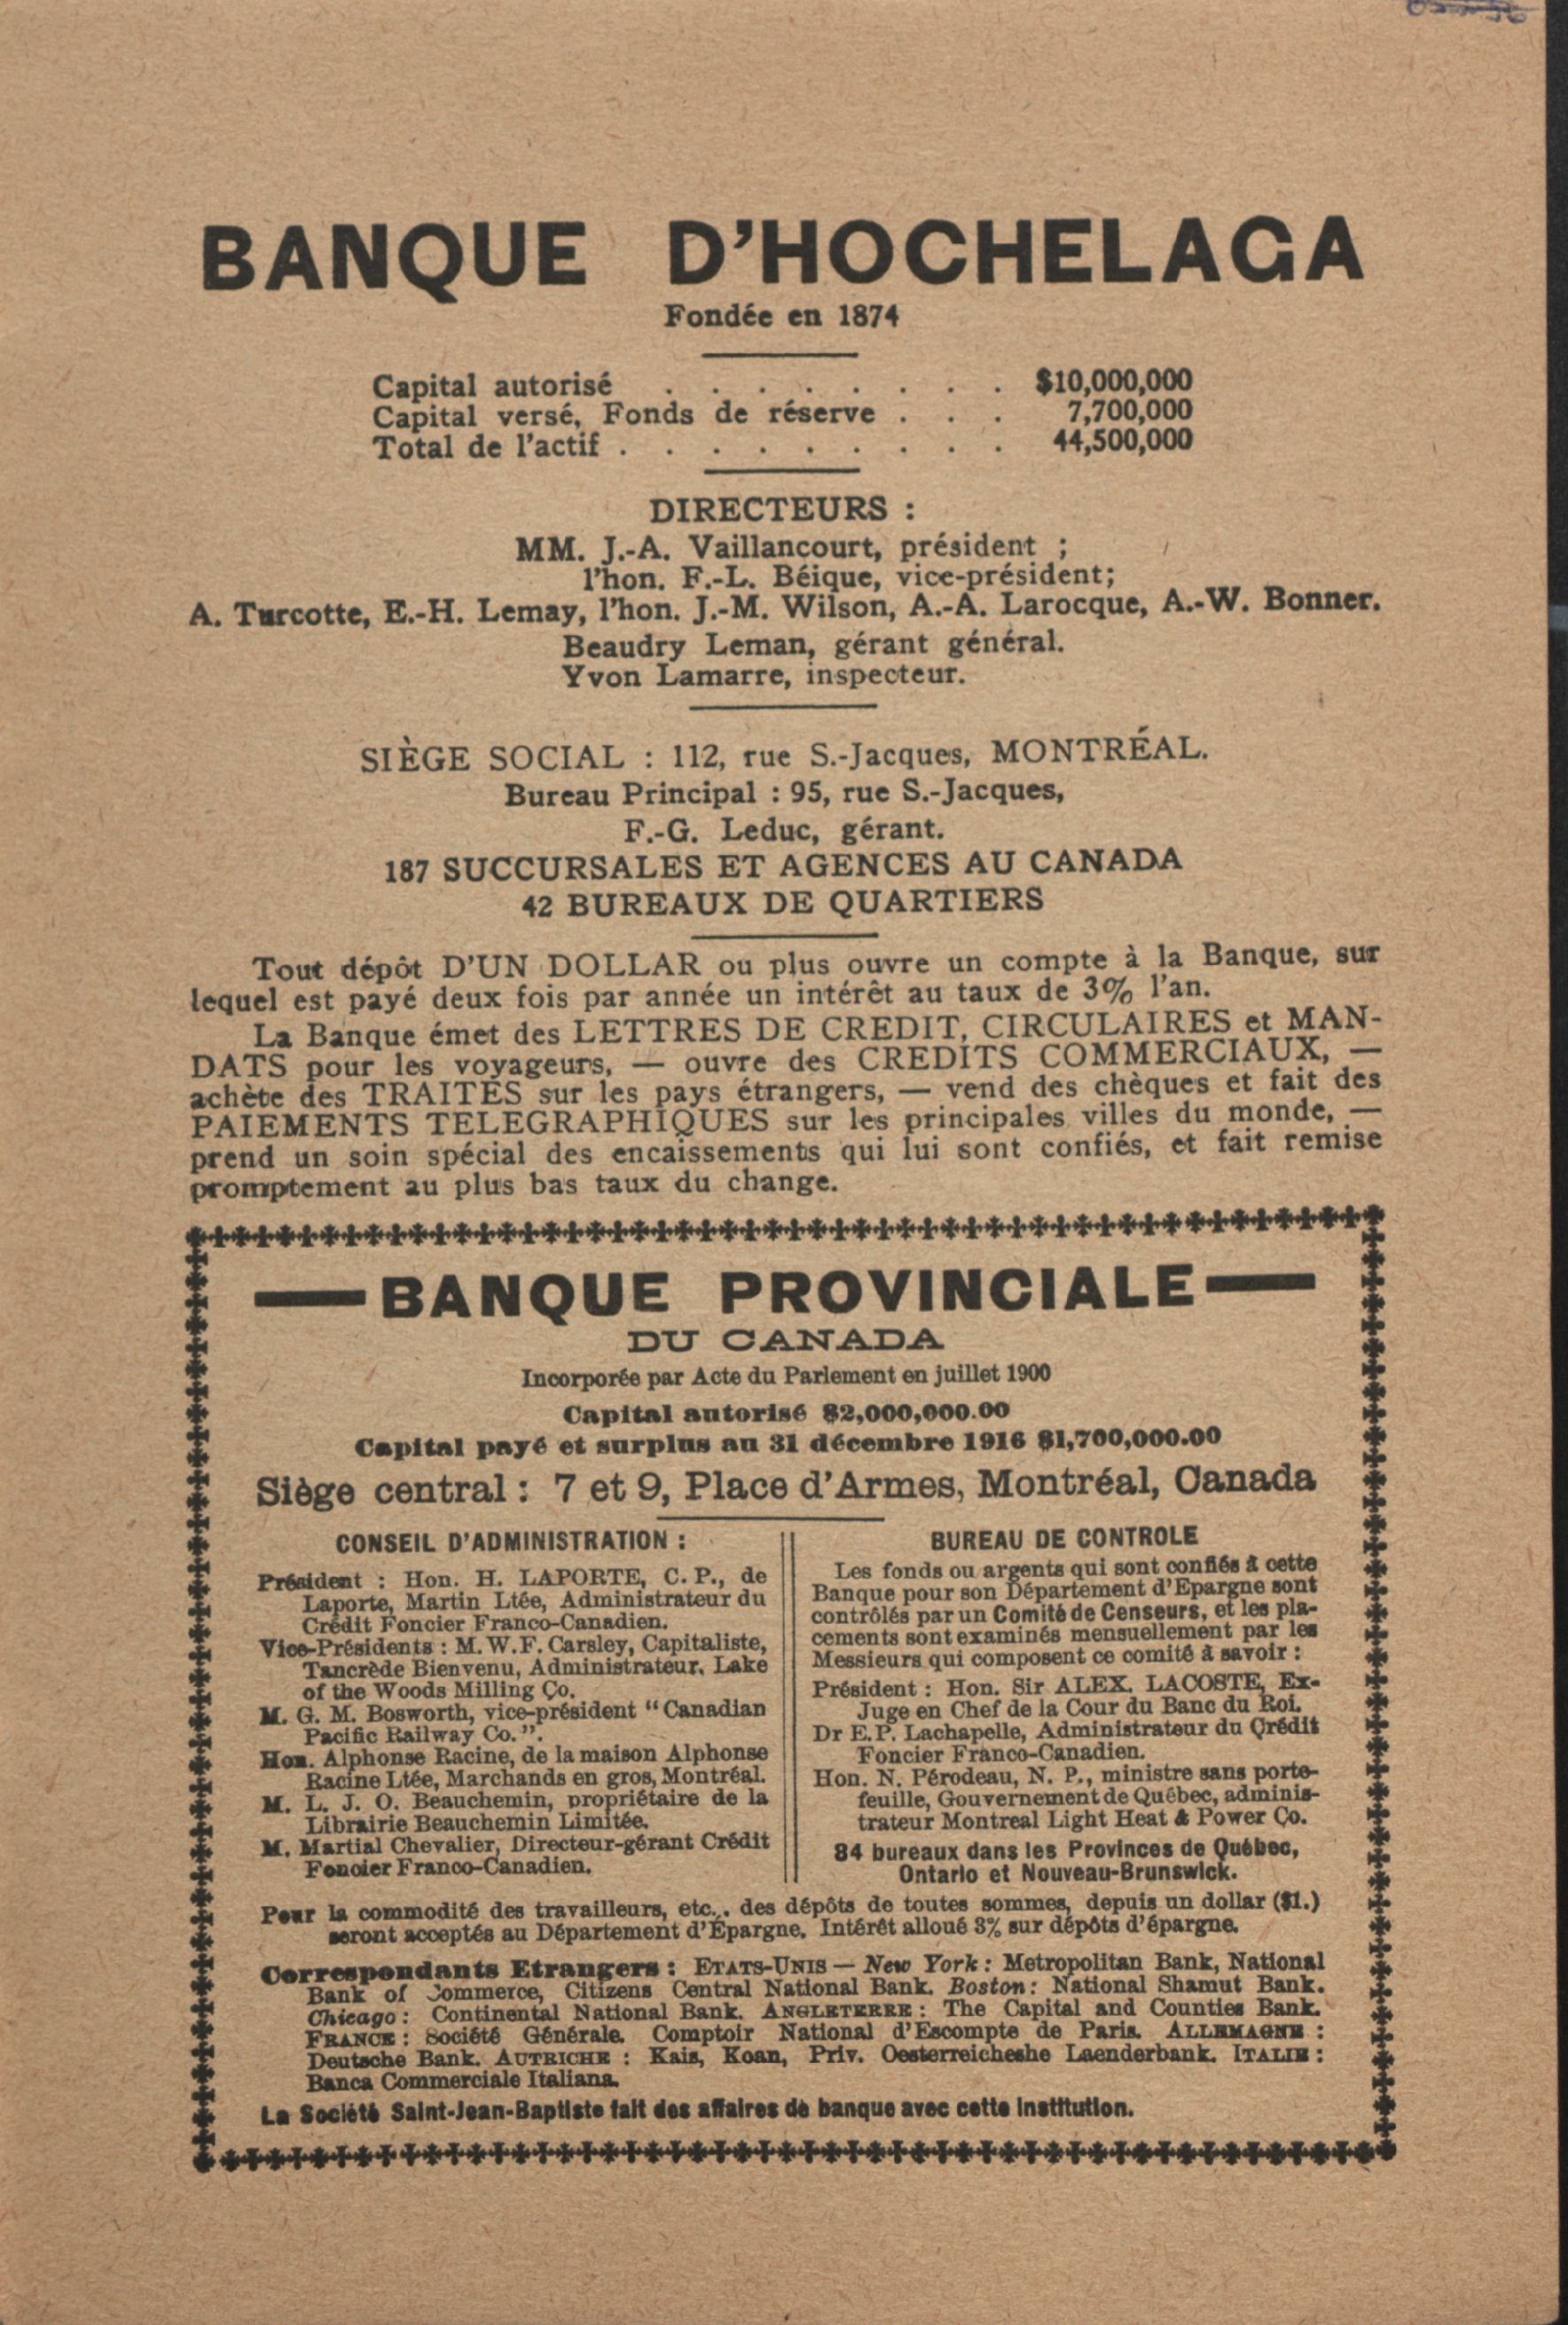 BANQUE D'HOCHELAGA
Fondée en 1874
Capital autorisé . . . . . . . . $10,000,000
Capital versé, Fonds de réserve . . . 7,700,000
Total de l'actif . . . . . . . . . 44,500,000
DIRECTEURS :
MM. J.-A. Vaillancourt, président ;
l'hon. F.-L. Béique, vice-président;
A. Turcotte, E.-H. Lemay, l'hon. J.-M. Wilson, A.-A. Larocque, A.-W. Bonner.
Beaudry Leman, gérant général.
Yvon Lamarre, inspecteur.
SIÈGE SOCIAL : 112, rue S.-Jacques, MONTRÉAL.
Bureau Principal : 95, rue S.-Jacques,
F.-G. Leduc, gérant.
187 SUCCURSALES ET AGENCES AU CANADA
42 BUREAUX DE QUARTIERS
Tout dépôt D'UN DOLLAR ou plus ouvre un compte à la Banque, sur
lequel est payé deux fois par année un intérêt au taux de 3% l'an.
La Banque émet des LETTRES DE CREDIT, CIRCULAIRES et MAN-
DATS pour les voyageurs, — ouvre des CREDITS COMMERCIAUX, —
achète des TRAITES sur les pays étrangers, — vend des chèques et fait des
PAIEMENTS TELEGRAPHIQUES sur les principales villes du monde, —
prend un soin spécial des encaissements qui lui sont confiés, et fait remise
promptement au plus bas taux du change.
BANQUE PROVINCIALE
DU CANADA
Incorporée par Acte du Parlement en juillet 1900
Capital autorisé $2,000,000.00
Capital payé et surplus au 31 décembre 1916 $1,700,000.00
Siège central : 7 et 9, Place d'Armes, Montréal, Canada
CONSEIL D'ADMINISTRATION :
Président : Hon. H. LAPORTE, C. P., de
Laporte, Martin Ltée, Administrateur du
Crédit Foncier Franco-Canadien.
Vice-Présidents : M. W. F. Carsley, Capitaliste,
Tancrède Bienvenu, Administrateur, Lake
of the Woods Milling Co.
M. G. M. Bosworth, vice-président "Canadian
Pacific Railway Co.".
Hon. Alphonse Racine, de la maison Alphonse
Racine Ltée, Marchands en gros, Montréal.
M. L. J. O. Beauchemin, propriétaire de la
Librairie Beauchemin Limitée.
M. Martial Chevalier, Directeur-gérant Crédit
Foncier Franco-Canadien.
BUREAU DE CONTROLE
Les fonds ou argents qui sont confiés à cette
Banque pour son Département d'Epargne sont
contrôlés par un Comité de Censeurs, et les pla-
cements sont examinés mensuellement par les
Messieurs qui composent ce comité à savoir :
Président : Hon. Sir ALEX. LACOSTE, Ex-
Juge en Chef de la Cour du Banc du Roi.
Dr E. P. Lachapelle, Administrateur du Crédit
Foncier Franco-Canadien.
Hon. N. Pérodeau, N. P., ministre sans porte-
feuille, Gouvernement de Québec, adminis-
trateur Montreal Light Heat & Power Co.
84 bureaux dans les Provinces de Québec,
Ontario et Nouveau-Brunswick.
Pour la commodité des travailleurs, etc., des dépôts de toutes sommes, depuis un dollar ($1.)
seront acceptés au Département d'Épargne. Intérêt alloué 3% sur dépôts d'épargne.
Correspondants Etrangers : ETATS-UNIS — New York : Metropolitan Bank, National
Bank of Commerce, Citizens Central National Bank. Boston : National Shamut Bank.
Chicago : Continental National Bank. ANGLETERRE : The Capital and Counties Bank.
FRANCE : Société Générale. Comptoir National d'Escompte de Paris. ALLEMAGNE :
Deutsche Bank. AUTRICHE : Kais, Koan, Priv. Oesterreicheshe Laenderbank. ITALIE :
Banca Commerciale Italiana.
La Société Saint-Jean-Baptiste fait des affaires de banque avec cette institution.